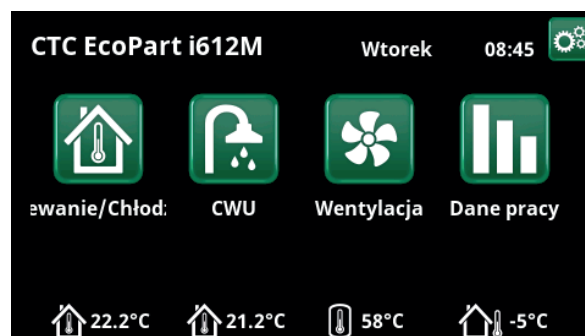 CTC EcoPart i612M Wtorek 08:45
ewanie/Chłod CWU Wentylacja Dane pracy
22.2°C 21.2°C 58°C -5°C